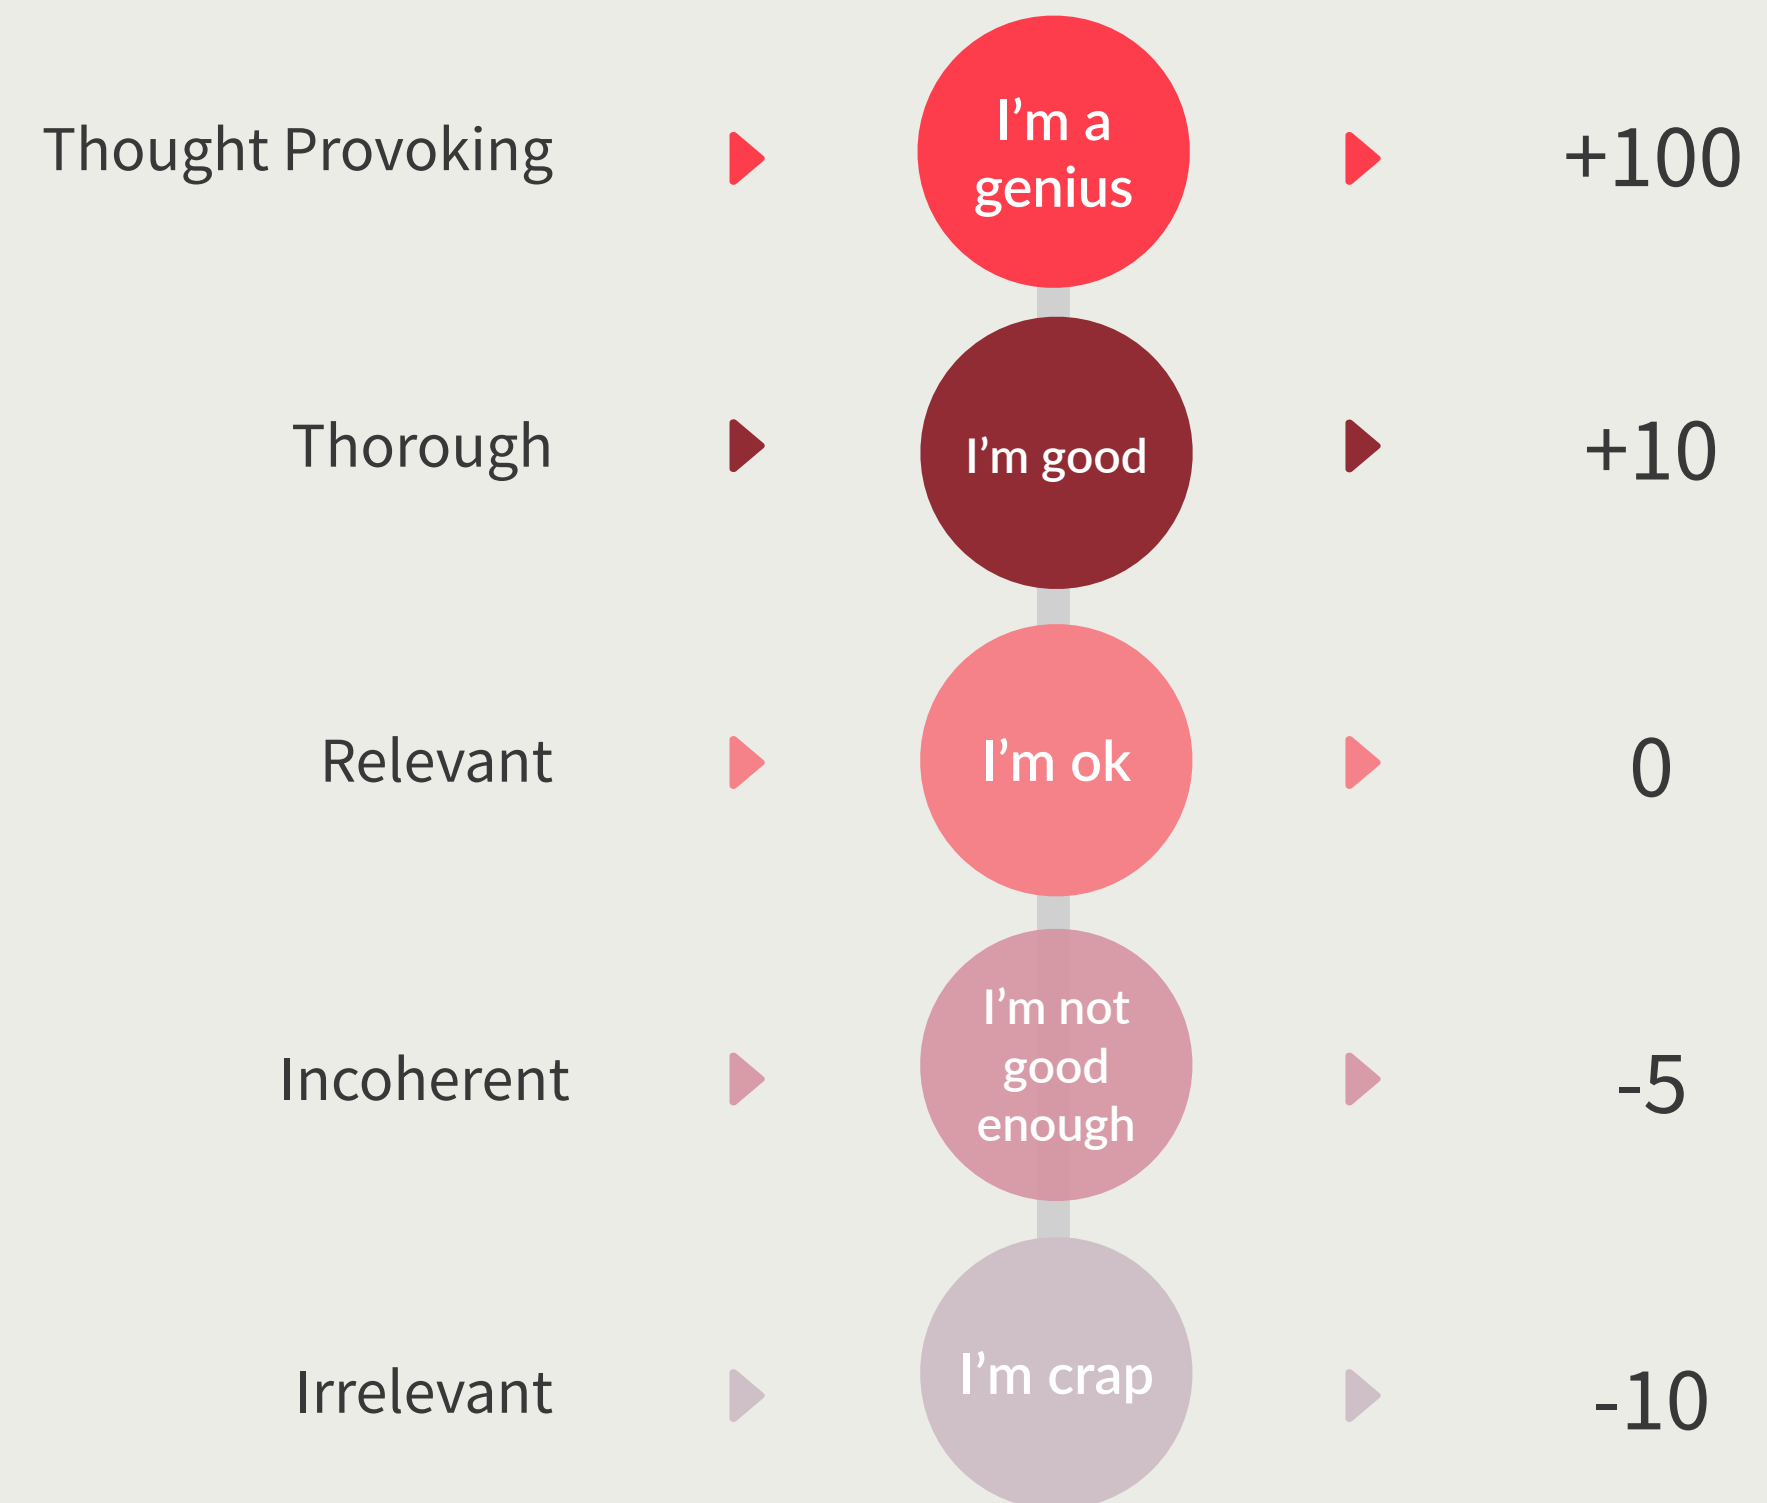 Thought Provoking
I’m a
genius
+100
Thorough
I’m good
+10
Relevant
I’m ok
0
Incoherent
I’m not
good
enough
-5
Irrelevant
I’m crap
-10